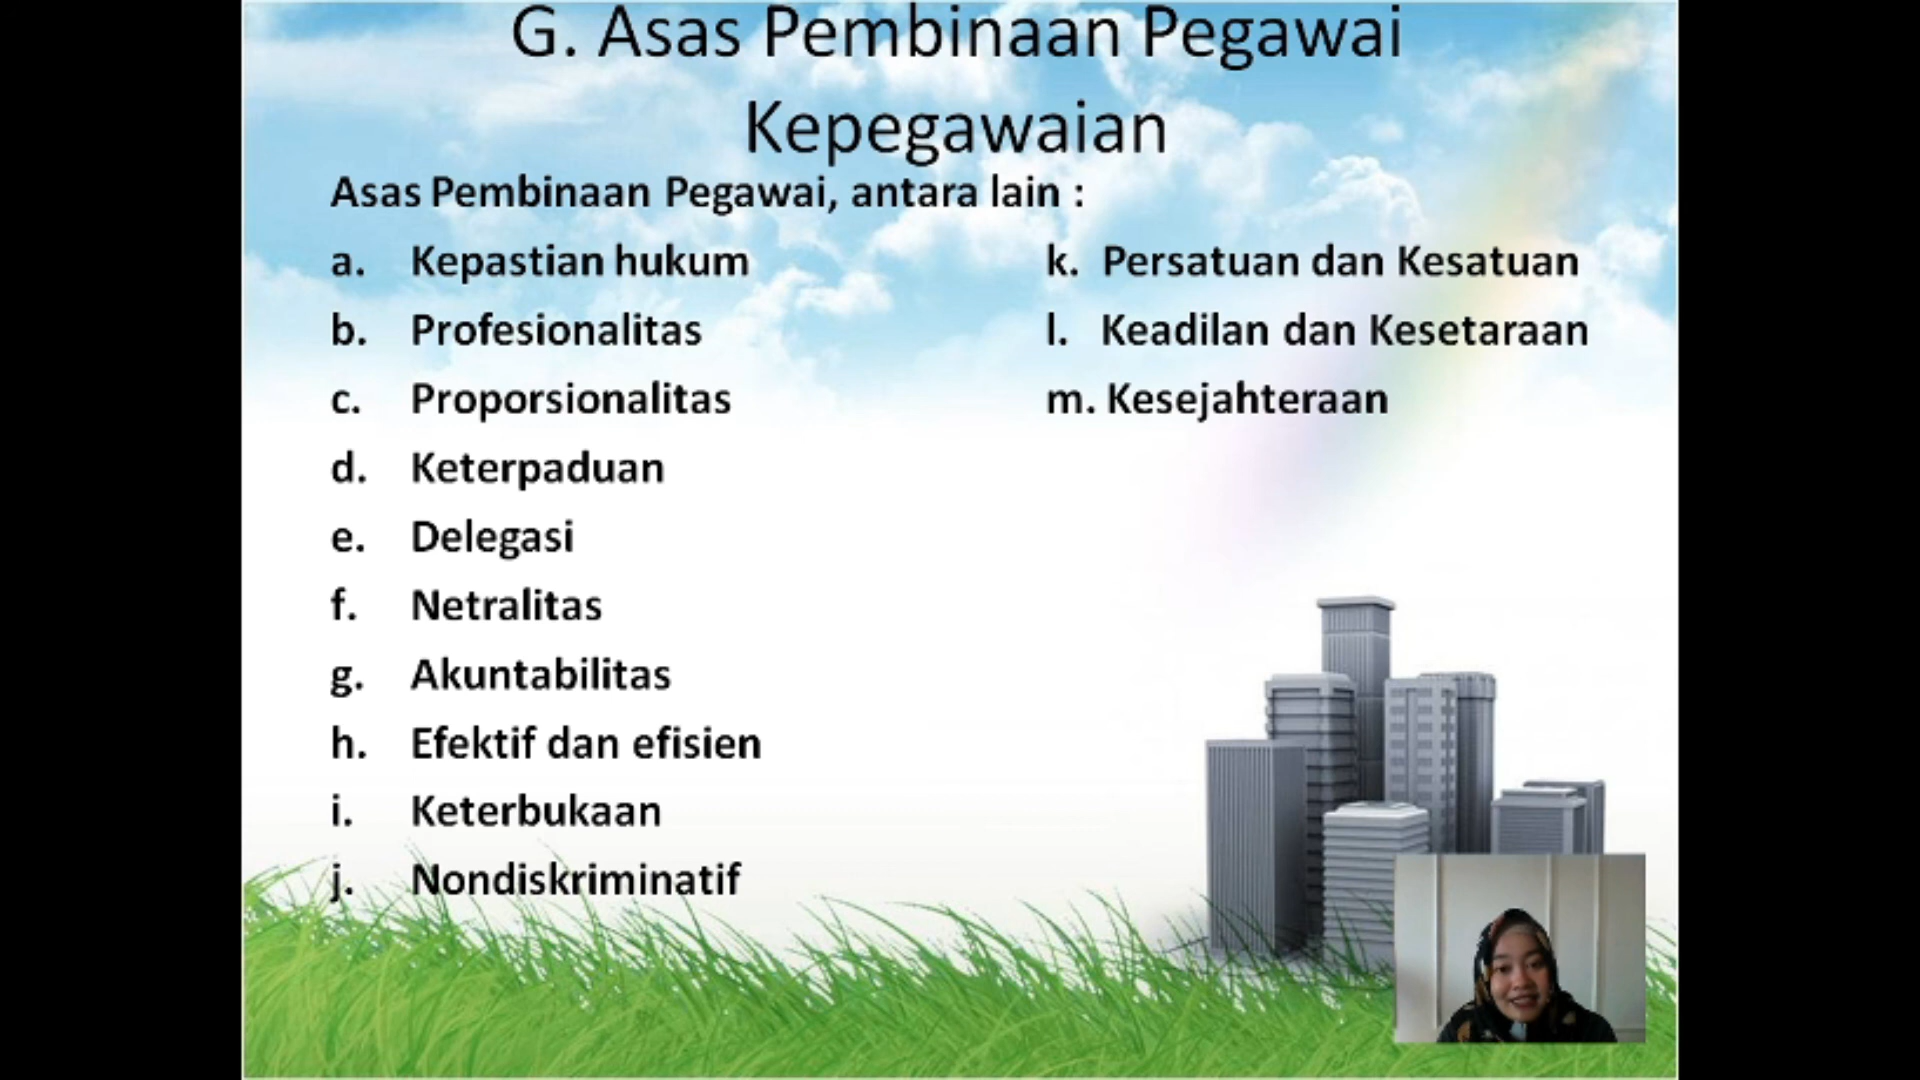 G. Asas Pembinaan Pegawai
Kepegawaian
Asas Pembinaan Pegawai, antara lain :
a. Kepastian hukum
b. Profesionalitas
c. Proporsionalitas
d. Keterpaduan
e. Delegasi
f. Netralitas
g. Akuntabilitas
h. Efektif dan efisien
i. Keterbukaan
j. Nondiskriminatif
k. Persatuan dan Kesatuan
l. Keadilan dan Kesetaraan
m. Kesejahteraan